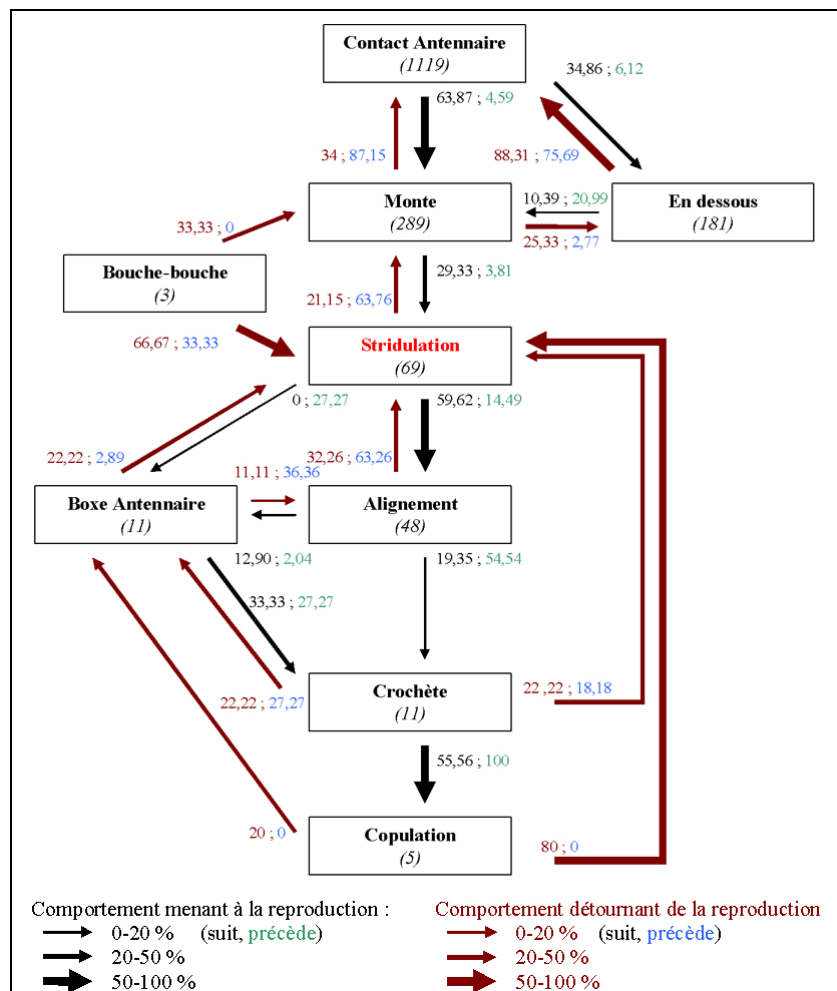 Contact Antennaire
(1119)
34,86 ; 6,12
63,87 ; 4,59
34 ; 87,15
88,31 ; 75,69
Monte
(289)
10,39 ; 20,99
25,33 ; 2,77
En dessous
(181)
33,33 ; 0
Bouche-bouche
(3)
29,33 ; 3,81
21,15 ; 63,76
66,67 ; 33,33
Stridulation
(69)
0 ; 27,27
59,62 ; 14,49
22,22 ; 2,89
32,26 ; 63,26
11,11 ; 36,36
Boxe Antennaire
(11)
Alignement
(48)
12,90 ; 2,04
19,35 ; 54,54
33,33 ; 27,27
Crochète
(11)
22,22 ; 27,27
22 ,22 ; 18,18
55,56 ; 100
Copulation
(5)
20 ; 0
80 ; 0
Comportement menant à la reproduction :
0-20 % (suit, précède)
20-50 %
50-100 %
Comportement détournant de la reproduction
0-20 % (suit, précède)
20-50 %
50-100 %